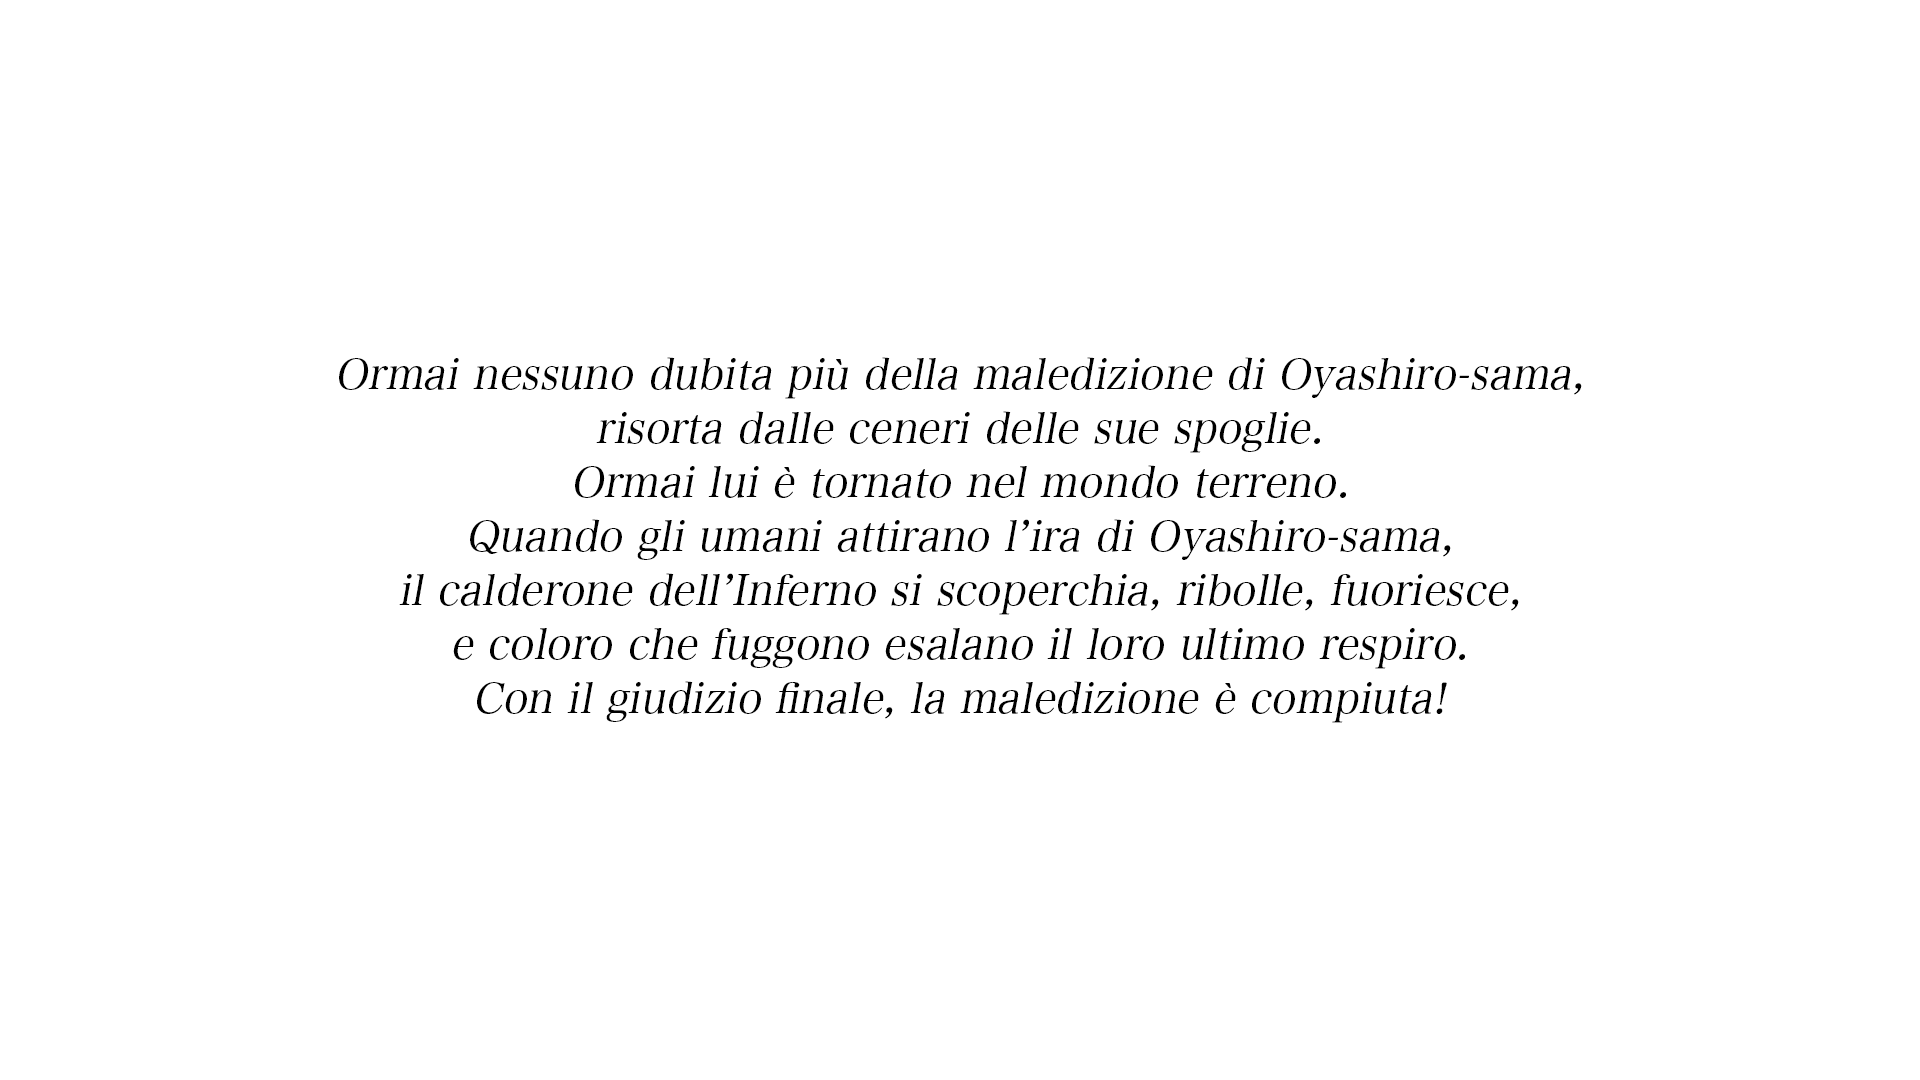 Ormai nessuno dubita più della maledizione di Oyashiro-sama,
risorta dalle ceneri delle sue spoglie.
Ormai lui è tornato nel mondo terreno.
Quando gli umani attirano l’ira di Oyashiro-sama,
il calderone dell’Inferno si scoperchia, ribolle, fuoriesce,
e coloro che fuggono esalano il loro ultimo respiro.
Con il giudizio finale, la maledizione è compiuta!